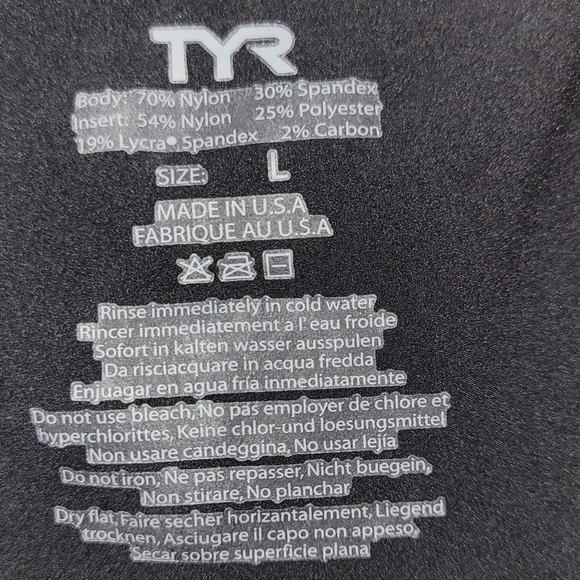 TYR
Body: 70% Nylon 30% Spandex
Insert: 54% Nylon 25% Polyester
19% Lycra® Spandex 2% Carbon
SIZE: L
MADE IN U.S.A
FABRIQUE AU U.S.A
Rinse immediately in cold water
Rincer immediatement a l'eau froide
Sofort in kalten wasser ausspulen
Da risciacquare in acqua fredda
Enjuagar en agua fría inmediatamente
Do not use bleach, No pas employer de chlore et
hyperchlorittes, Keine chlor-und loesungsmittel
Non usare candeggina, No usar lejía
Do not iron, Ne pas repasser, Nicht buegein,
Non stirare, No planchar
Dry flat, Faire secher horizantalement, Liegend
trocknen, Asciugare il capo non appeso,
Secar sobre superficie plana